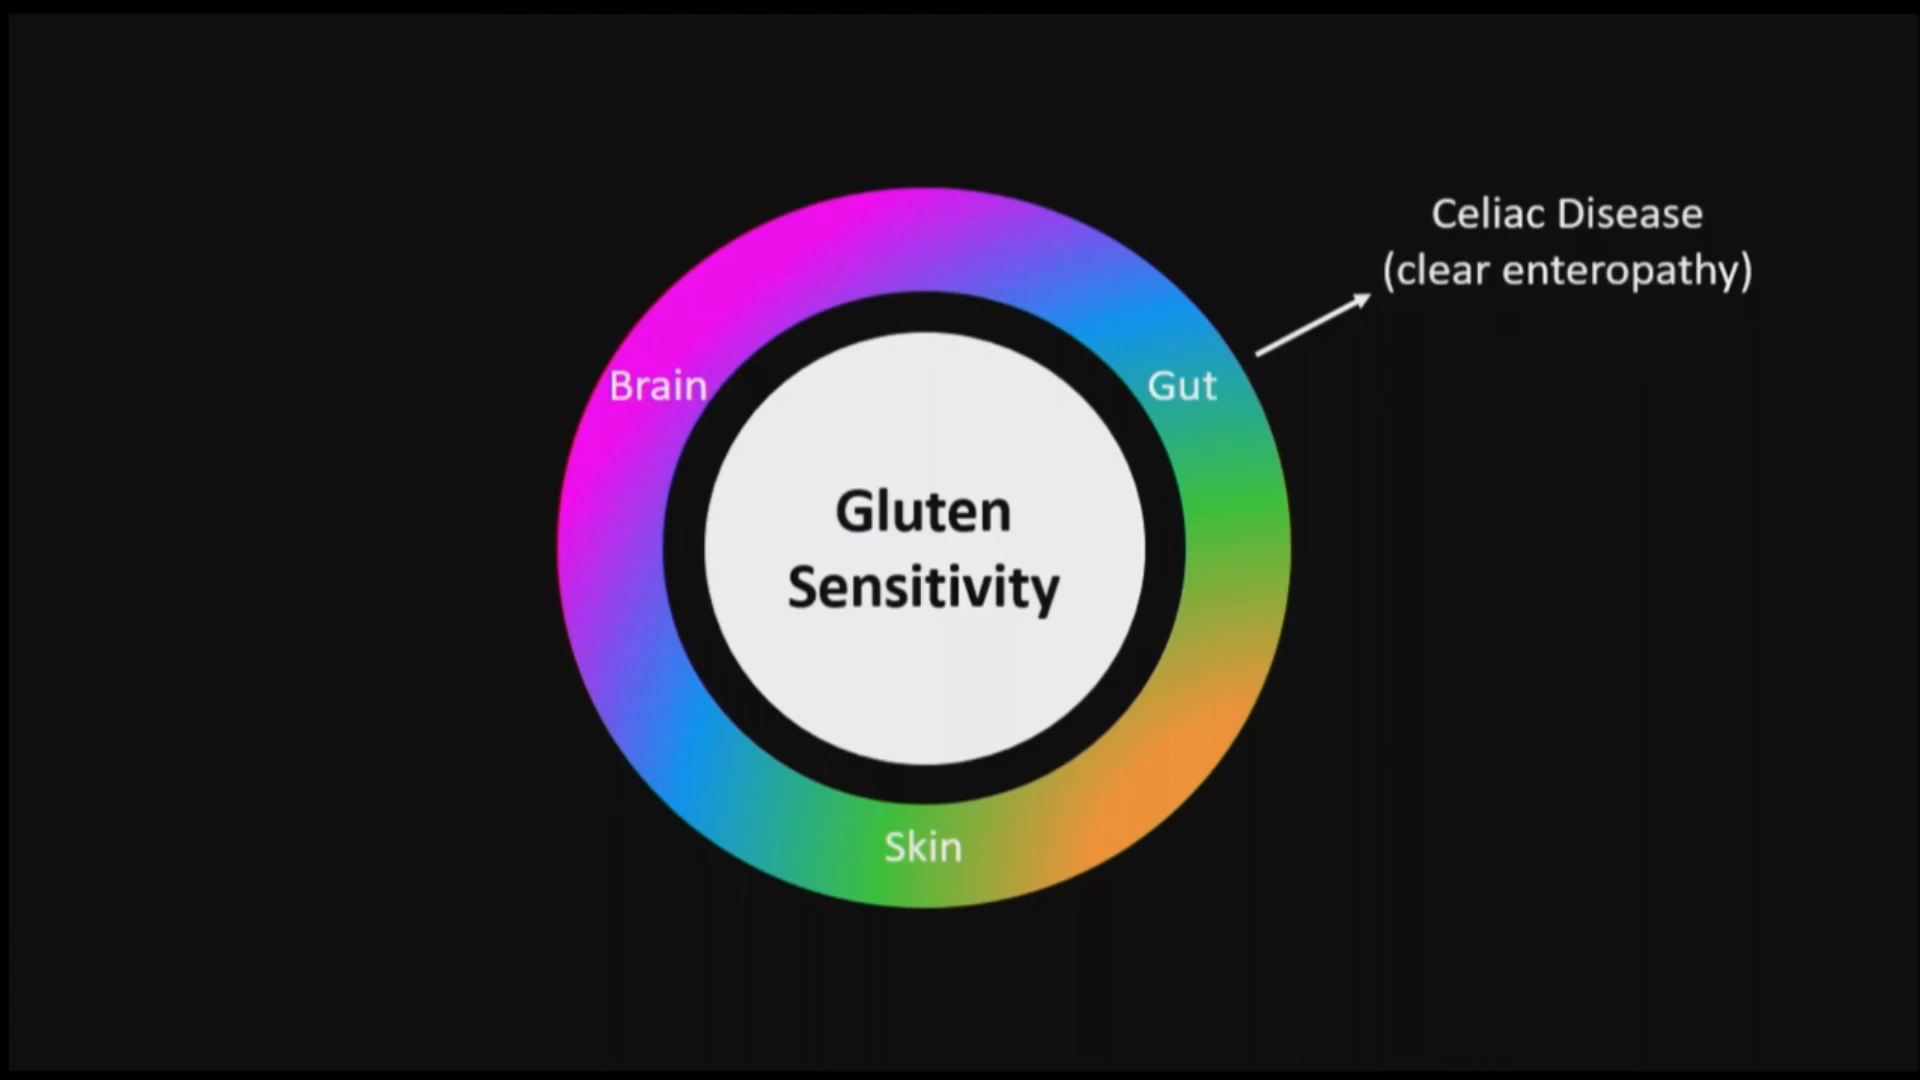 Celiac Disease
(clear enteropathy)
Brain
Gut
Gluten
Sensitivity
Skin